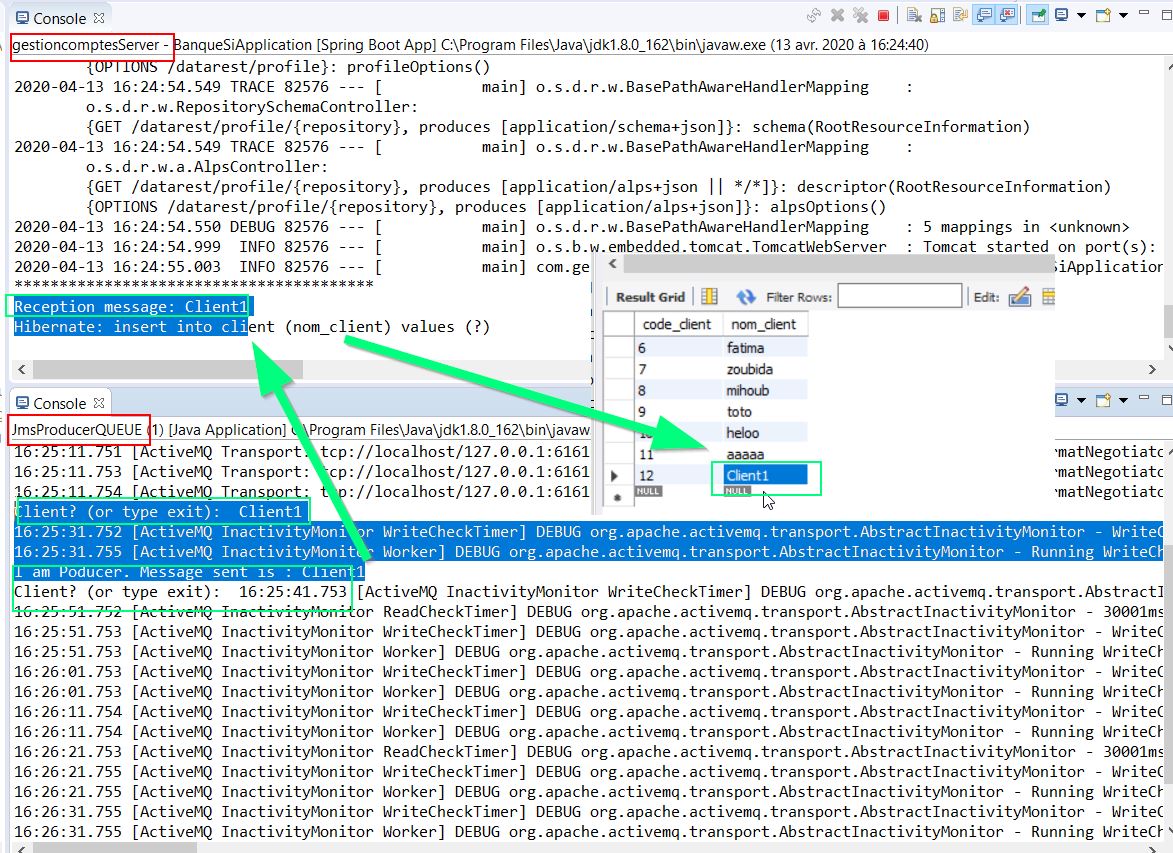 Console
gestioncomptesServer - BanqueSiApplication [Spring Boot App] C:\Program Files\Java\jdk1.8.0_162\bin\javaw.exe (13 avr. 2020 à 16:24:40)
{OPTIONS /datarest/profile}: profileOptions()
2020-04-13 16:24:54.549 TRACE 82576 --- [ main] o.s.d.r.w.BasePathAwareHandlerMapping :
o.s.d.r.w.RepositorySchemaController:
{GET /datarest/profile/{repository}, produces [application/schema+json]}: schema(RootResourceInformation)
2020-04-13 16:24:54.549 TRACE 82576 --- [ main] o.s.d.r.w.BasePathAwareHandlerMapping :
o.s.d.r.w.a.AlpsController:
{GET /datarest/profile/{repository}, produces [application/alps+json || */*]}: descriptor(RootResourceInformation)
{OPTIONS /datarest/profile/{repository}, produces [application/alps+json]}: alpsOptions()
2020-04-13 16:24:54.550 DEBUG 82576 --- [ main] o.s.d.r.w.BasePathAwareHandlerMapping : 5 mappings in <unknown>
2020-04-13 16:24:54.999 INFO 82576 --- [ main] o.s.b.w.embedded.tomcat.TomcatWebServer : Tomcat started on port(s):
2020-04-13 16:24:55.003 INFO 82576 --- [ main] com.ge SiApplication
****************************************
Reception message: Client1
Hibernate: insert into client (nom_client) values (?)
Result Grid Filter Rows: Edit:
code_client nom_client
6 fatima
7 zoubida
8 mihoub
9 toto
10 heloo
11 aaaaa
12 Client1
NULL NULL
Console
JmsProducerQUEUE (1) [Java Application] C:\Program Files\Java\jdk1.8.0_162\bin\javaw
16:25:11.751 [ActiveMQ Transport: tcp://localhost/127.0.0.1:6161 rmatNegotiato
16:25:11.753 [ActiveMQ Transport: tcp://localhost/127.0.0.1:6161 rmatNegotiato
16:25:11.754 [ActiveMQ Transport: tcp://localhost/127.0.0.1:6161 rmatNegotiato
Client? (or type exit): Client1
16:25:31.752 [ActiveMQ InactivityMonitor WriteCheckTimer] DEBUG org.apache.activemq.transport.AbstractInactivityMonitor - WriteC
16:25:31.755 [ActiveMQ InactivityMonitor Worker] DEBUG org.apache.activemq.transport.AbstractInactivityMonitor - Running WriteCh
I am Poducer. Message sent is : Client1
Client? (or type exit): 16:25:41.753 [ActiveMQ InactivityMonitor WriteCheckTimer] DEBUG org.apache.activemq.transport.AbstractI
16:25:51.752 [ActiveMQ InactivityMonitor ReadCheckTimer] DEBUG org.apache.activemq.transport.AbstractInactivityMonitor - 30001ms
16:25:51.753 [ActiveMQ InactivityMonitor WriteCheckTimer] DEBUG org.apache.activemq.transport.AbstractInactivityMonitor - WriteC
16:25:51.753 [ActiveMQ InactivityMonitor Worker] DEBUG org.apache.activemq.transport.AbstractInactivityMonitor - Running WriteCh
16:26:01.753 [ActiveMQ InactivityMonitor WriteCheckTimer] DEBUG org.apache.activemq.transport.AbstractInactivityMonitor - WriteC
16:26:01.753 [ActiveMQ InactivityMonitor Worker] DEBUG org.apache.activemq.transport.AbstractInactivityMonitor - Running WriteCh
16:26:11.754 [ActiveMQ InactivityMonitor WriteCheckTimer] DEBUG org.apache.activemq.transport.AbstractInactivityMonitor - WriteC
16:26:11.754 [ActiveMQ InactivityMonitor Worker] DEBUG org.apache.activemq.transport.AbstractInactivityMonitor - Running WriteCh
16:26:21.753 [ActiveMQ InactivityMonitor ReadCheckTimer] DEBUG org.apache.activemq.transport.AbstractInactivityMonitor - 30001ms
16:26:21.755 [ActiveMQ InactivityMonitor WriteCheckTimer] DEBUG org.apache.activemq.transport.AbstractInactivityMonitor - WriteC
16:26:21.755 [ActiveMQ InactivityMonitor Worker] DEBUG org.apache.activemq.transport.AbstractInactivityMonitor - Running WriteCh
16:26:31.755 [ActiveMQ InactivityMonitor WriteCheckTimer] DEBUG org.apache.activemq.transport.AbstractInactivityMonitor - WriteC
16:26:31.755 [ActiveMQ InactivityMonitor Worker] DEBUG org.apache.activemq.transport.AbstractInactivityMonitor - Running WriteCh